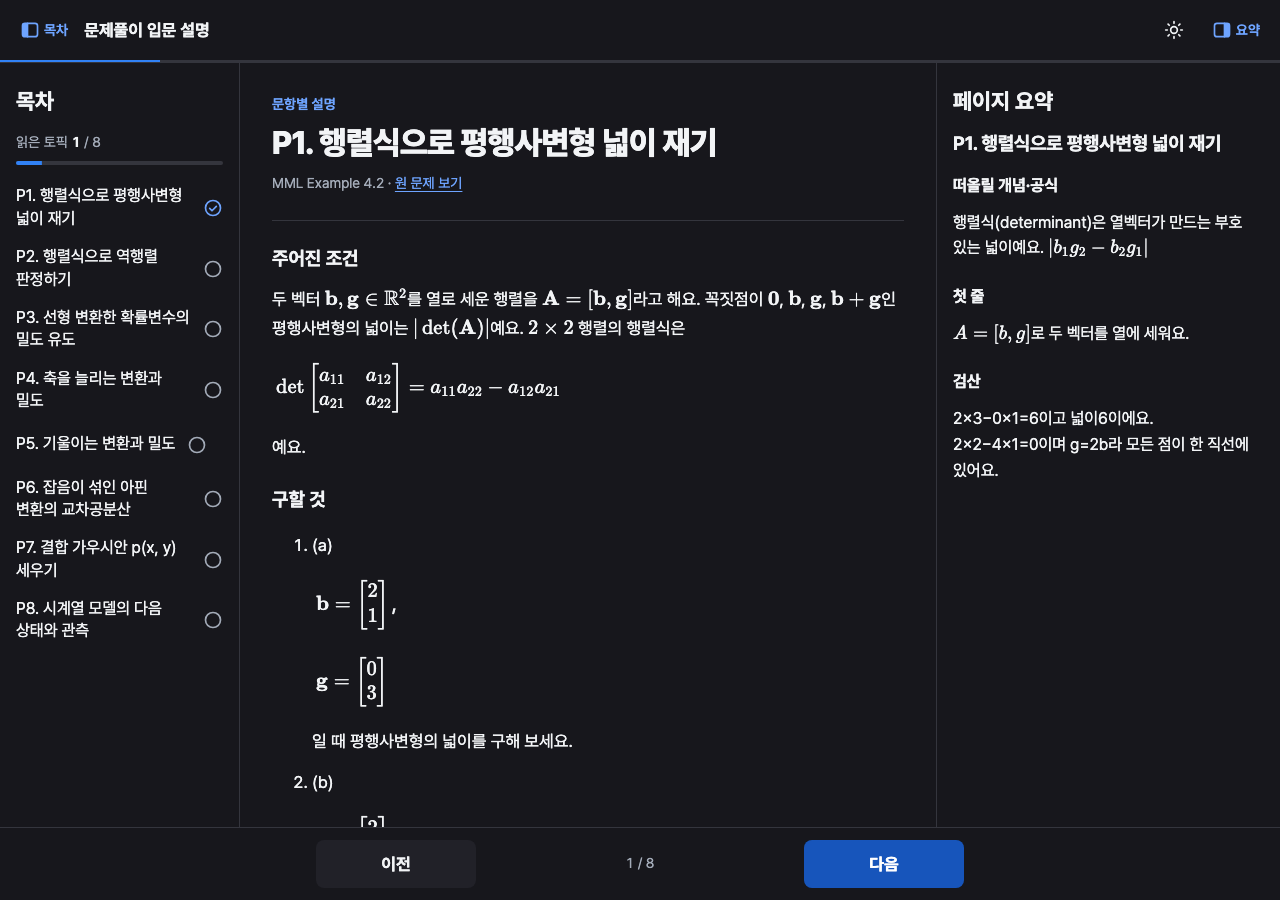 목차
문제풀이 입문 설명
요약
목차
읽은 토픽 1 / 8
P1. 행렬식으로 평행사변형
넓이 재기
P2. 행렬식으로 역행렬
판정하기
P3. 선형 변환한 확률변수의
밀도 유도
P4. 축을 늘리는 변환과
밀도
P5. 기울이는 변환과 밀도
P6. 잡음이 섞인 아핀
변환의 교차공분산
P7. 결합 가우시안 p(x, y)
세우기
P8. 시계열 모델의 다음
상태와 관측
문항별 설명
P1. 행렬식으로 평행사변형 넓이 재기
MML Example 4.2 · 원 문제 보기
주어진 조건
두 벡터 b, g ∈ ℝ²를 열로 세운 행렬을 A = [b, g]라고 해요. 꼭짓점이 0, b, g, b + g인
평행사변형의 넓이는 | det(A)|예요. 2 × 2 행렬의 행렬식은
det [a₁₁ a₁₂; a₂₁ a₂₂] = a₁₁a₂₂ − a₁₂a₂₁
예요.
구할 것
1. (a)
b = [2; 1],
g = [0; 3]
일 때 평행사변형의 넓이를 구해 보세요.
2. (b)
페이지 요약
P1. 행렬식으로 평행사변형 넓이 재기
떠올릴 개념·공식
행렬식(determinant)은 열벡터가 만드는 부호
있는 넓이예요. |b₁g₂ − b₂g₁|
첫 줄
A = [b, g]로 두 벡터를 열에 세워요.
검산
2×3−0×1=6이고 넓이6이에요.
2×2−4×1=0이며 g=2b라 모든 점이 한 직선에
있어요.
이전
1 / 8
다음